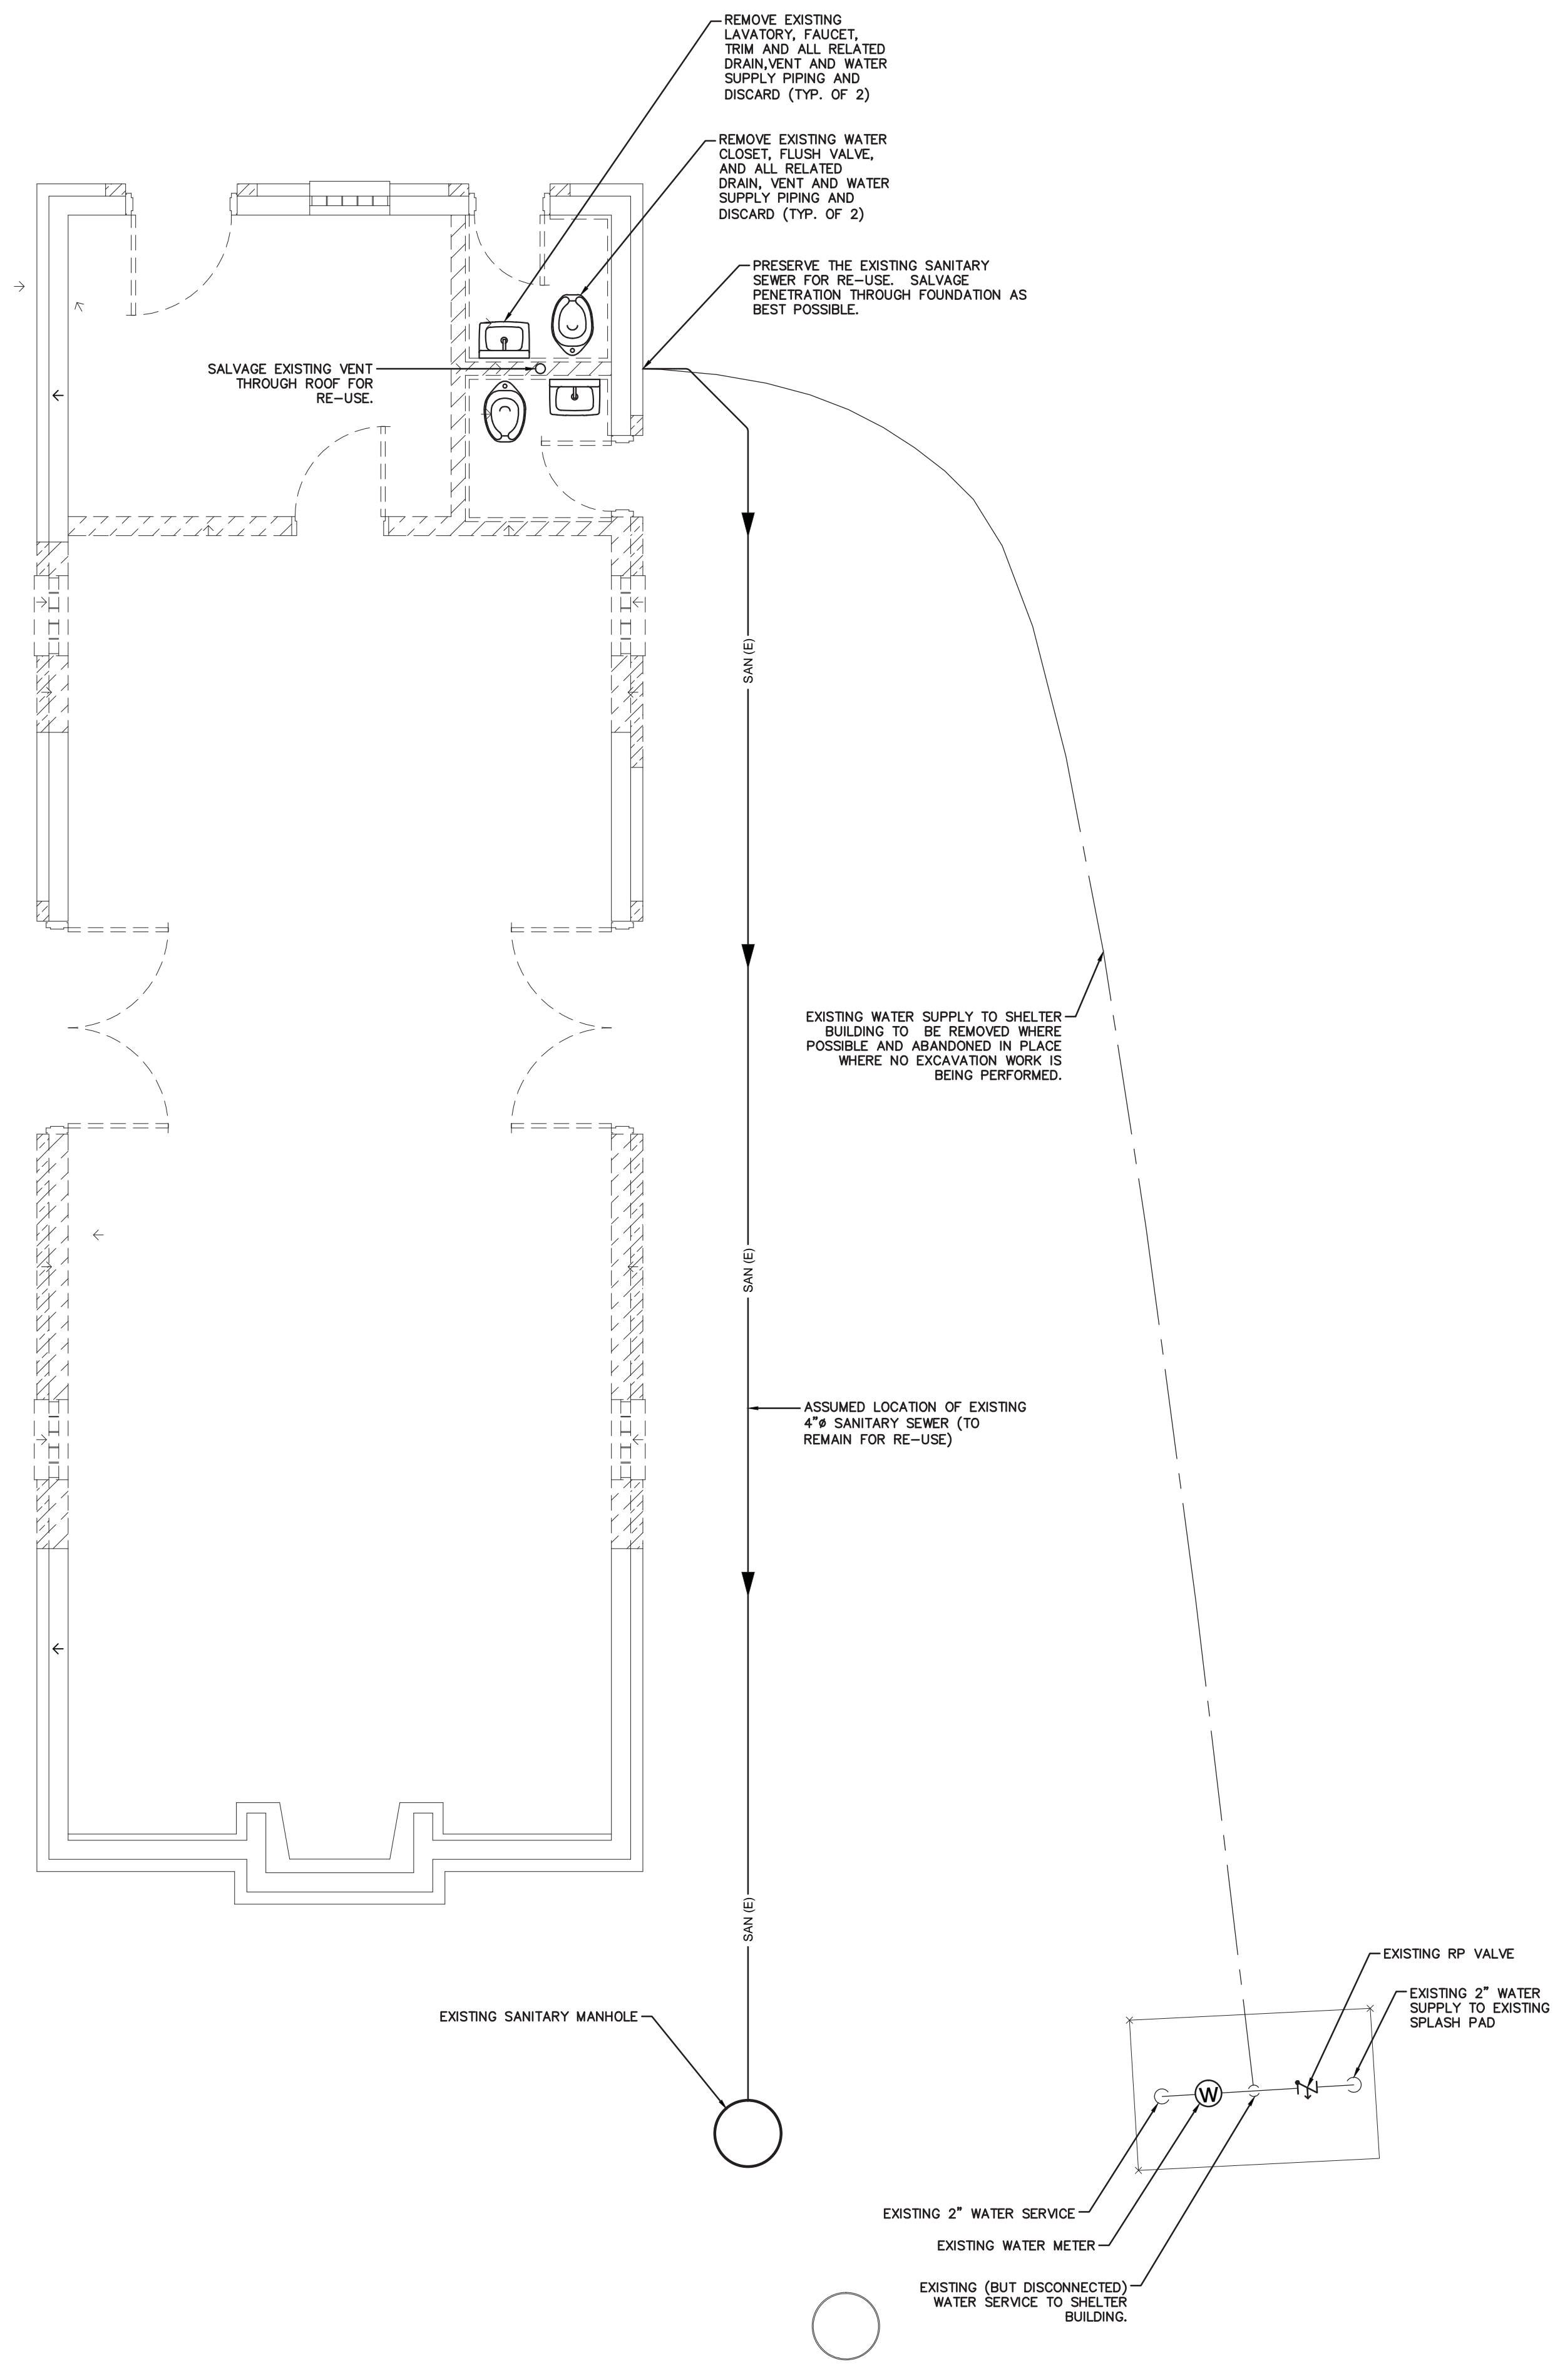 REMOVE EXISTING
LAVATORY, FAUCET,
TRIM AND ALL RELATED
DRAIN,VENT AND WATER
SUPPLY PIPING AND
DISCARD (TYP. OF 2)
REMOVE EXISTING WATER
CLOSET, FLUSH VALVE,
AND ALL RELATED
DRAIN, VENT AND WATER
SUPPLY PIPING AND
DISCARD (TYP. OF 2)
PRESERVE THE EXISTING SANITARY
SEWER FOR RE-USE. SALVAGE
PENETRATION THROUGH FOUNDATION AS
BEST POSSIBLE.
SALVAGE EXISTING VENT
THROUGH ROOF FOR
RE-USE.
SAN (E)
EXISTING WATER SUPPLY TO SHELTER
BUILDING TO BE REMOVED WHERE
POSSIBLE AND ABANDONED IN PLACE
WHERE NO EXCAVATION WORK IS
BEING PERFORMED.
SAN (E)
ASSUMED LOCATION OF EXISTING
4"ø SANITARY SEWER (TO
REMAIN FOR RE-USE)
SAN (E)
EXISTING RP VALVE
EXISTING 2" WATER
SUPPLY TO EXISTING
SPLASH PAD
EXISTING SANITARY MANHOLE
W
EXISTING 2" WATER SERVICE
EXISTING WATER METER
EXISTING (BUT DISCONNECTED)
WATER SERVICE TO SHELTER
BUILDING.